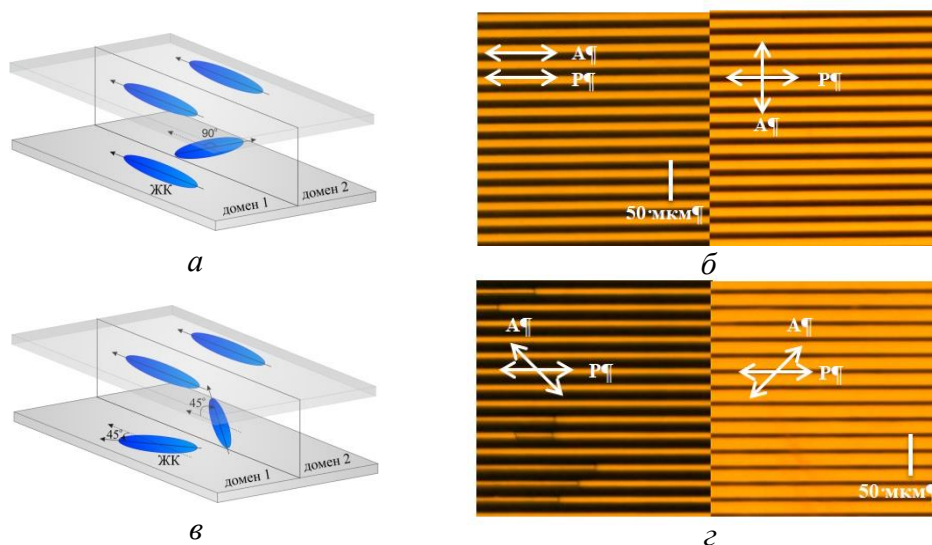 90°
ЖК
домен 1
домен 2
а
А¶
Р¶
50·мкм¶
Р¶
А¶
б
45°
45°
ЖК
домен 1
домен 2
в
А¶
Р¶
А¶
Р¶
50·мкм¶
г